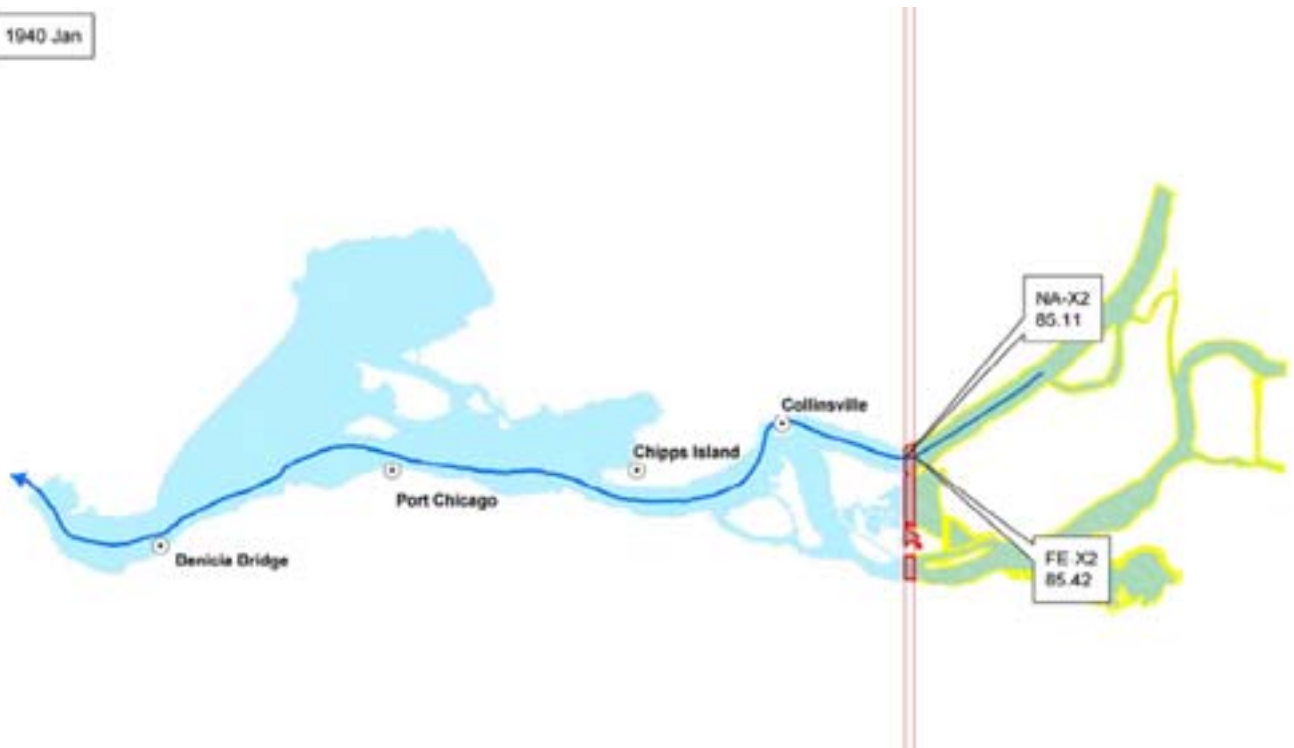 1940 Jan
NA-X2
85.11
Collinsville
Chipps Island
Port Chicago
Benicia Bridge
FE-X2
85.42